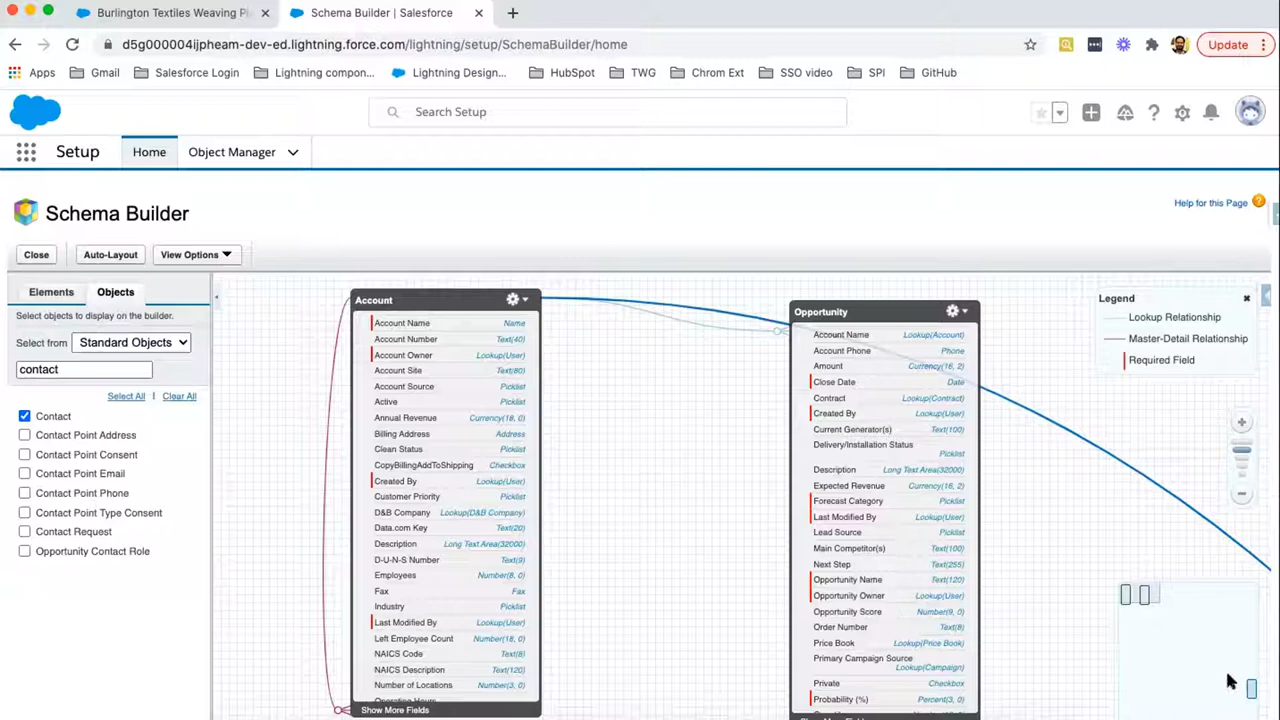 Burlington Textiles Weaving Pl
Schema Builder | Salesforce
d5g000004ijpheam-dev-ed.lightning.force.com/lightning/setup/SchemaBuilder/home
Update
Apps
Gmail
Salesforce Login
Lightning compon...
Lightning Design...
HubSpot
TWG
Chrom Ext
SSO video
SPI
GitHub
Search Setup
Setup
Home
Object Manager
Schema Builder
Help for this Page
Close
Auto-Layout
View Options
Elements
Objects
Select objects to display on the builder.
Select from Standard Objects
contact
Select All | Clear All
Contact
Contact Point Address
Contact Point Consent
Contact Point Email
Contact Point Phone
Contact Point Type Consent
Contact Request
Opportunity Contact Role
Account
Account Name Name
Account Number Text(40)
Account Owner Lookup(User)
Account Site Text(80)
Account Source Picklist
Active Picklist
Annual Revenue Currency(18, 0)
Billing Address Address
Clean Status Picklist
CopyBillingAddToShipping Checkbox
Created By Lookup(User)
Customer Priority Picklist
D&B Company Lookup(D&B Company)
Data.com Key Text(20)
Description Long Text Area(32000)
D-U-N-S Number Text(9)
Employees Number(8, 0)
Fax Fax
Industry Picklist
Last Modified By Lookup(User)
Left Employee Count Number(18, 0)
NAICS Code Text(8)
NAICS Description Text(120)
Number of Locations Number(3, 0)
Show More Fields
Opportunity
Account Name Lookup(Account)
Account Phone Phone
Amount Currency(16, 2)
Close Date Date
Contract Lookup(Contract)
Created By Lookup(User)
Current Generator(s) Text(100)
Delivery/Installation Status
Picklist
Description Long Text Area(32000)
Expected Revenue Currency(16, 2)
Forecast Category Picklist
Last Modified By Lookup(User)
Lead Source Picklist
Main Competitor(s) Text(100)
Next Step Text(255)
Opportunity Name Text(120)
Opportunity Owner Lookup(User)
Opportunity Score Number(9, 0)
Order Number Text(8)
Price Book Lookup(Price Book)
Primary Campaign Source
Lookup(Campaign)
Private Checkbox
Probability (%) Percent(3, 0)
Legend
Lookup Relationship
Master-Detail Relationship
Required Field